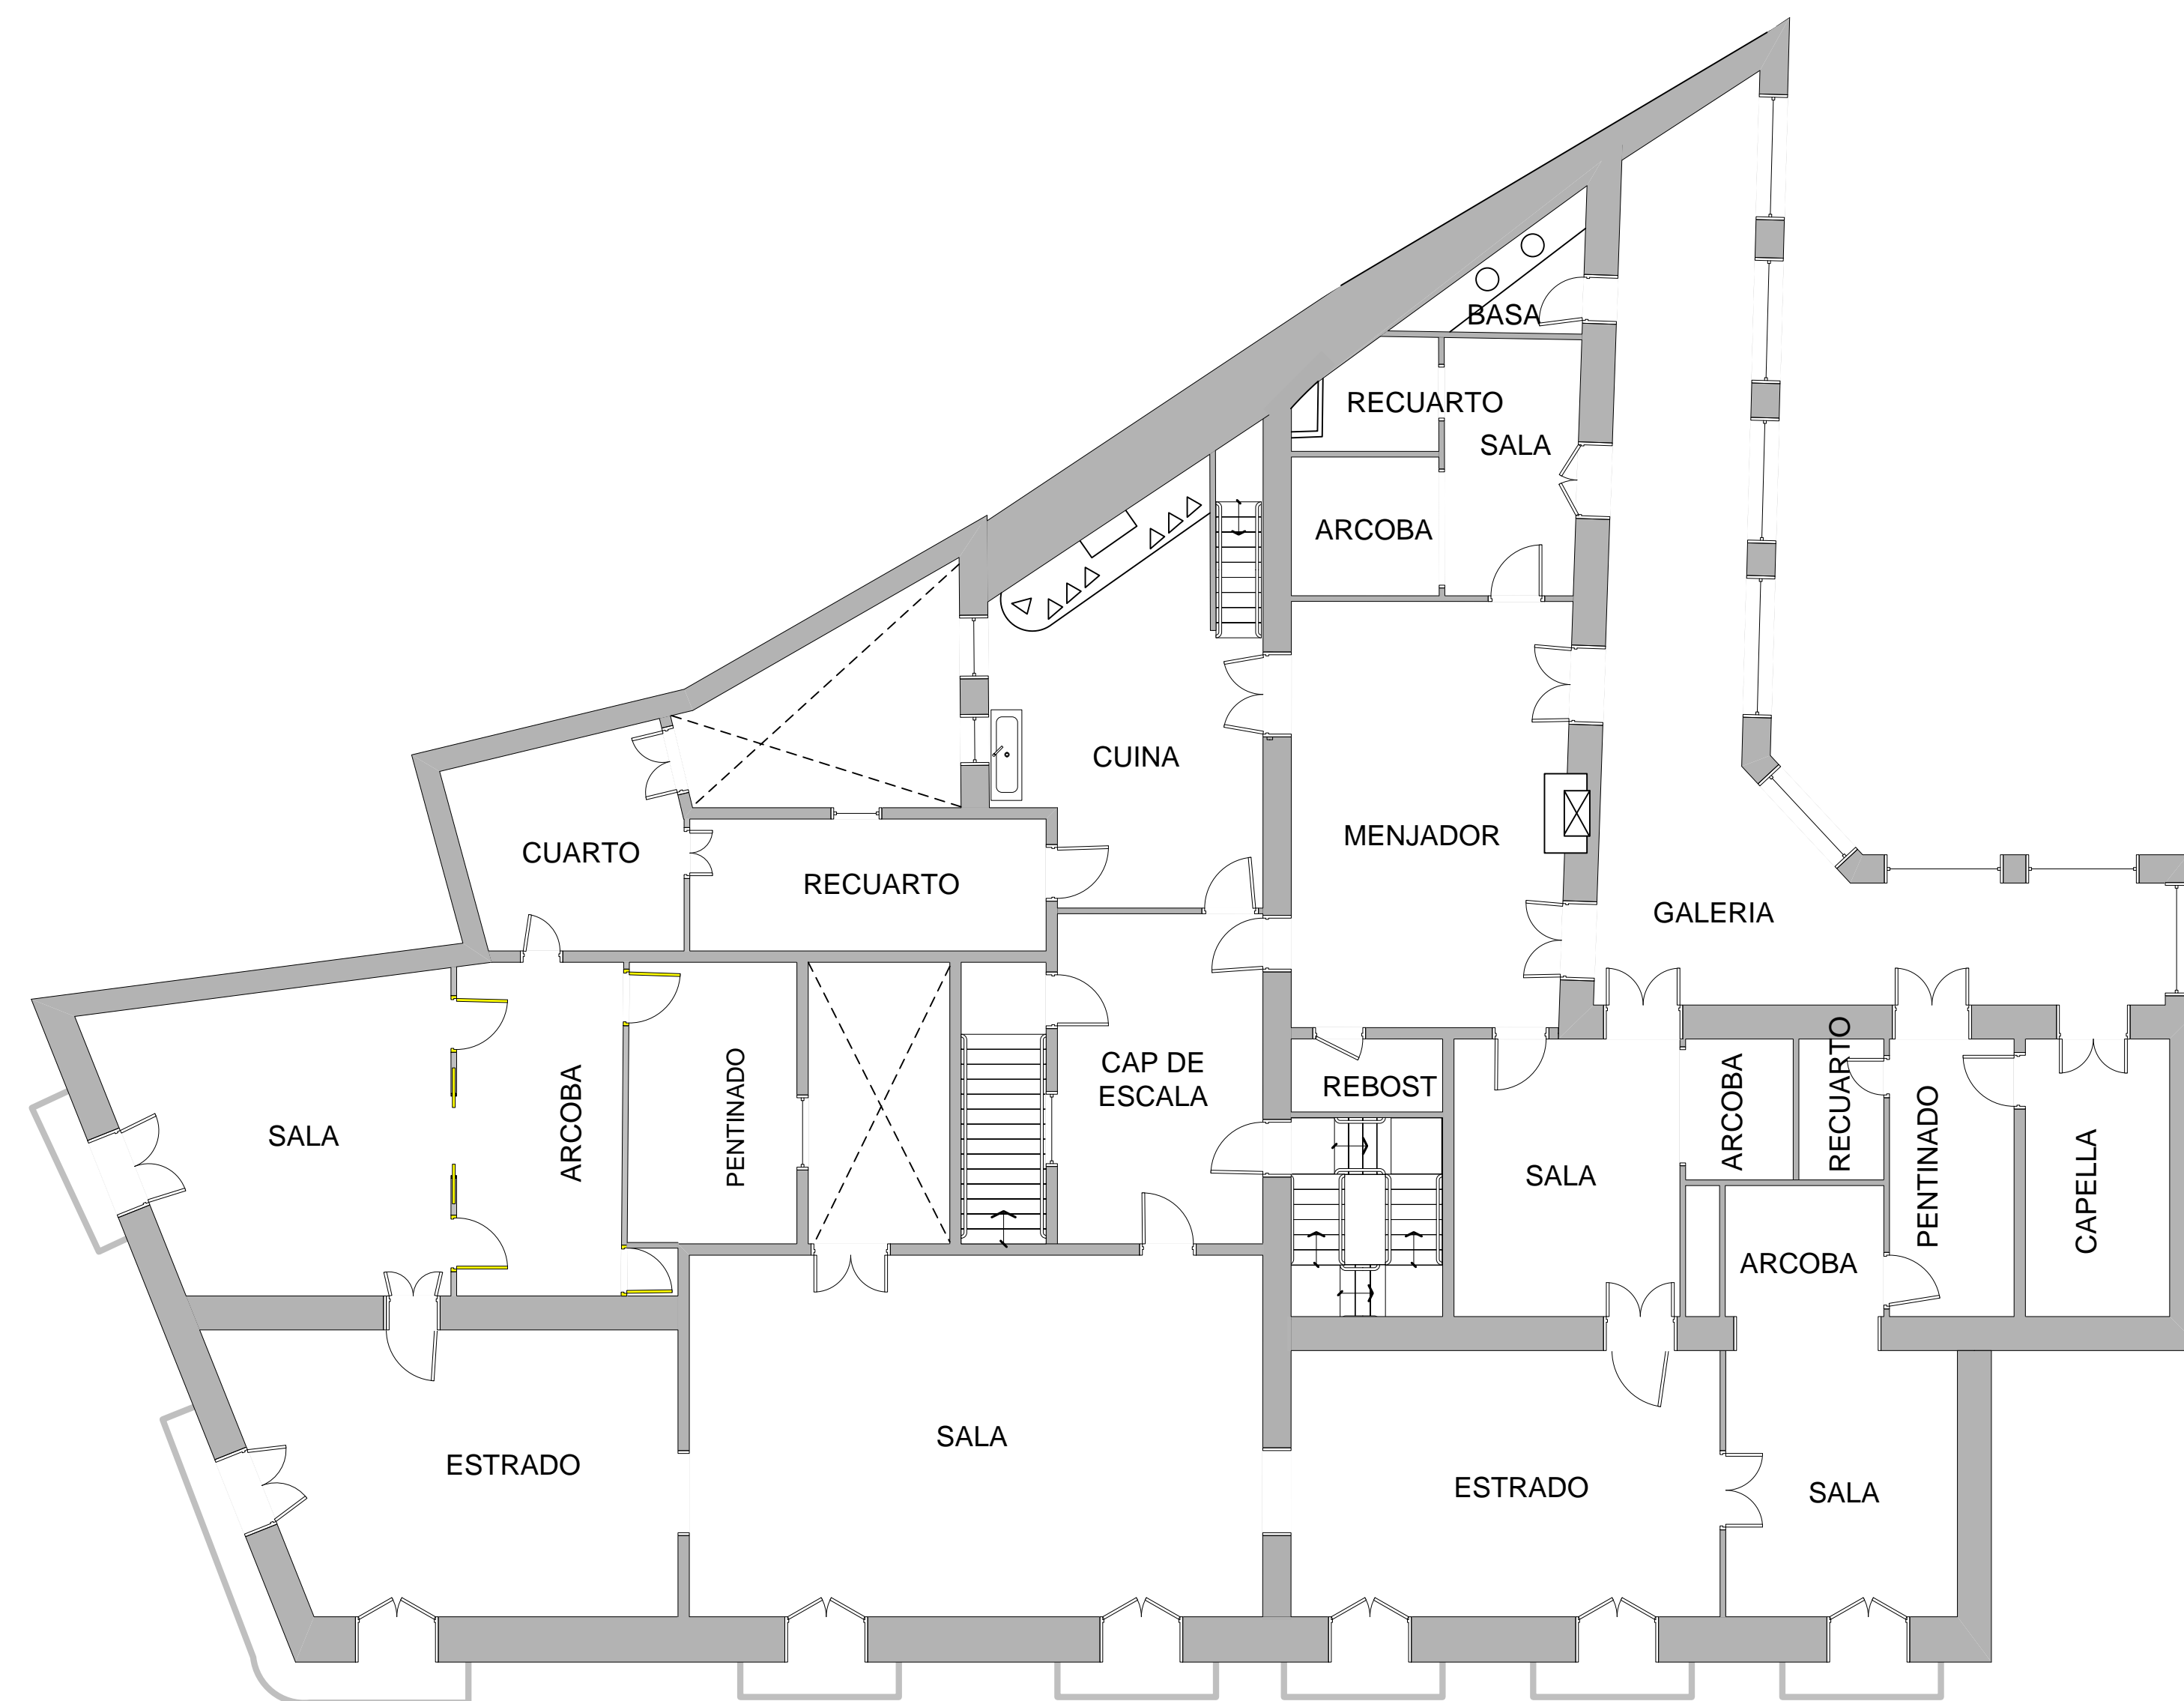 BASA
RECUARTO
SALA
ARCOBA
CUINA
MENJADOR
CUARTO
RECUARTO
GALERIA
CAP DE
ESCALA
REBOST
SALA
ARCOBA
PENTINADO
SALA
ARCOBA
RECUARTO
PENTINADO
CAPELLA
ARCOBA
SALA
ESTRADO
ESTRADO
SALA